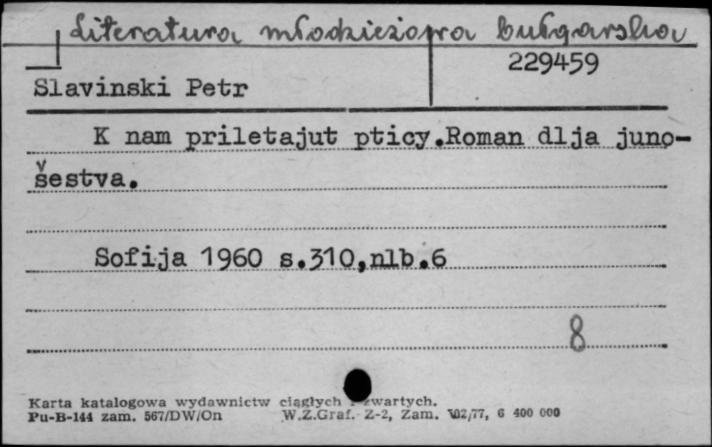 Literatura młodzieżowa bułgarska
229459
Slavinski Petr
K nam priletajut pticy.Roman dlja juno-
šestva.
Sofija 1960 s.310,nlb.6
8
Karta katalogowa wydawnictw ciągłych i zwartych.
Pu-B-144 zam. 567/DW/On W.Z.Graf. Z-2, Zam. 102/77, 6 400 000